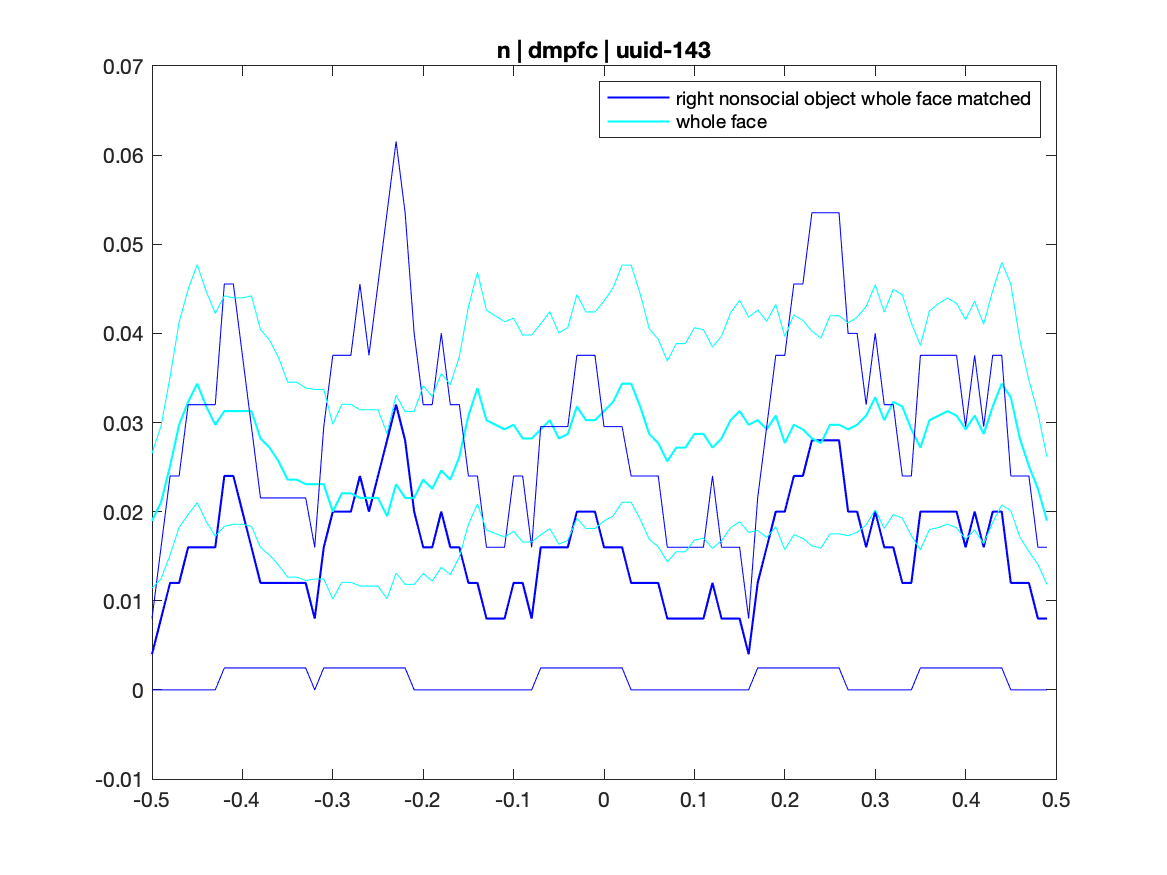 n | dmpfc | uuid-143
right nonsocial object whole face matched
whole face
0.07
0.06
0.05
0.04
0.03
0.02
0.01
0
-0.01
-0.5 -0.4 -0.3 -0.2 -0.1 0 0.1 0.2 0.3 0.4 0.5